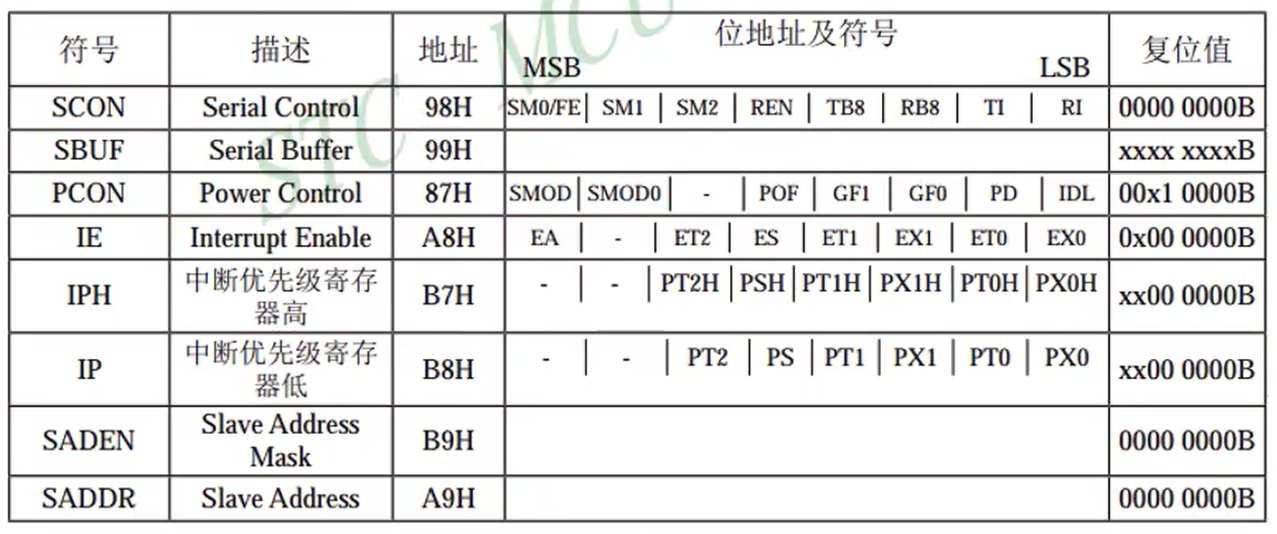 符号 描述 地址 位地址及符号 复位值
MSB LSB
SCON Serial Control 98H SM0/FE SM1 SM2 REN TB8 RB8 TI RI 0000 0000B
SBUF Serial Buffer 99H xxxx xxxxB
PCON Power Control 87H SMOD SMOD0 - POF GF1 GF0 PD IDL 00x1 0000B
IE Interrupt Enable A8H EA - ET2 ES ET1 EX1 ET0 EX0 0x00 0000B
IPH 中断优先级寄存 B7H - - PT2H PSH PT1H PX1H PT0H PX0H xx00 0000B
器高
IP 中断优先级寄存 B8H - - PT2 PS PT1 PX1 PT0 PX0 xx00 0000B
器低
SADEN Slave Address B9H 0000 0000B
Mask
SADDR Slave Address A9H 0000 0000B
STC MCU